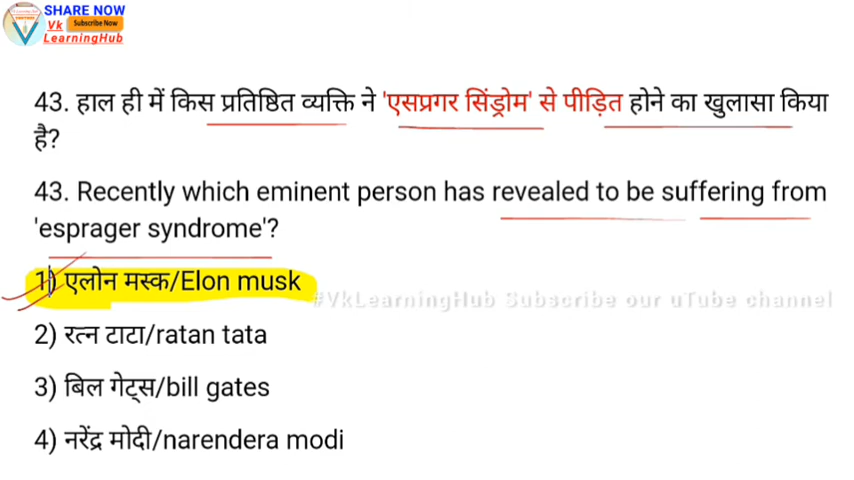 SHARE NOW
Vk Subscribe Now
LearningHub
43. हाल ही में किस प्रतिष्ठित व्यक्ति ने 'एसप्रगर सिंड्रोम' से पीड़ित होने का खुलासा किया
है?
43. Recently which eminent person has revealed to be suffering from
'esprager syndrome'?
1) एलोन मस्क/Elon musk
#VkLearningHub Subscribe our uTube channel
2) रत्न टाटा/ratan tata
3) बिल गेट्स/bill gates
4) नरेंद्र मोदी/narendera modi